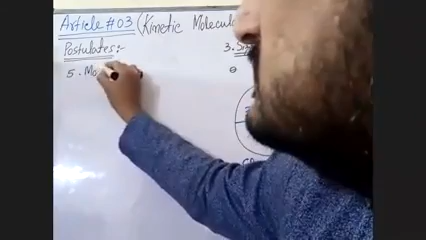 Article #03 (Kinetic Molecul
Postulates:-
3.
5. Mo